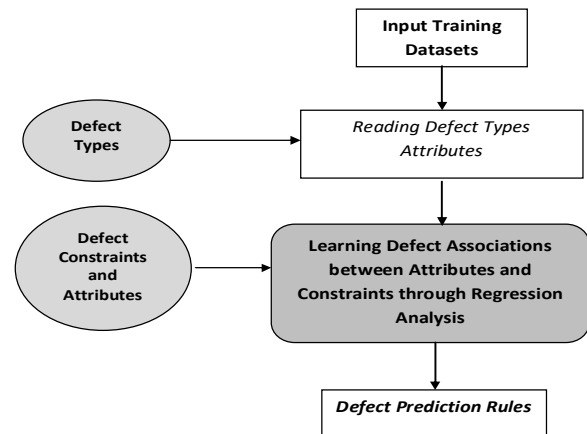 Input Training
Datasets
Defect
Types
Reading Defect Types
Attributes
Defect
Constraints
and
Attributes
Learning Defect Associations
between Attributes and
Constraints through Regression
Analysis
Defect Prediction Rules